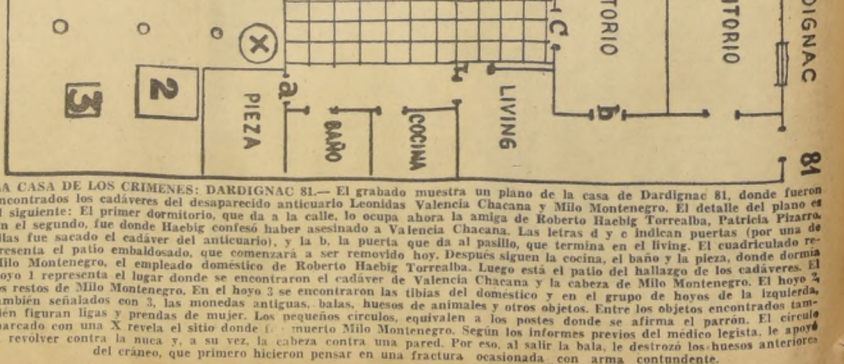 DIGNAC
81
ITORIO
TORIO
C
b
LIVING
COCINA
BAÑO
a
PIEZA
X
2
3
A CASA DE LOS CRIMENES: DARDIGNAC 81.— El grabado muestra un plano de la casa de Dardignac 81, donde fueron
ncontrados los cadáveres del desaparecido anticuario Leonidas Valencia Chacana y Milo Montenegro. El detalle del plano es
l siguiente: El primer dormitorio, que da a la calle, lo ocupa ahora la amiga de Roberto Haebig Torrealba, Patricia Pizarro.
n el segundo, fue donde Haebig confesó haber asesinado a Valencia Chacana. Las letras d y c indican puertas (por una de
llas fue sacado el cadáver del anticuario), y la b, la puerta que da al pasillo, que termina en el living. El cuadriculado re-
resenta el patio embaldosado, que comenzará a ser removido hoy. Después siguen la cocina, el baño y la pieza, donde dormía
ilo Montenegro, el empleado doméstico de Roberto Haebig Torrealba. Luego está el patio del hallazgo de los cadáveres. El
oyo 1 representa el lugar donde se encontraron el cadáver de Valencia Chacana y la cabeza de Milo Montenegro. El hoyo 2,
os restos de Milo Montenegro. En el hoyo 3 se encontraron las tibias del doméstico y en el grupo de hoyos de la izquierda,
ambién señalados con 3, las monedas antiguas, balas, huesos de animales y otros objetos. Entre los objetos encontrados tam-
ién figuran ligas y prendas de mujer. Los pequeños círculos, equivalen a los postes donde se afirma el parrón. El círculo
arcado con una X revela el sitio donde muerto Milo Montenegro. Según los informes previos del médico legista, le apoyó
revólver contra la nuca y, a su vez, la cabeza contra una pared. Por eso, al salir la bala, le destrozó los huesos anteriores
del cráneo, que primero hicieron pensar en una fractura ocasionada con arma contundente.